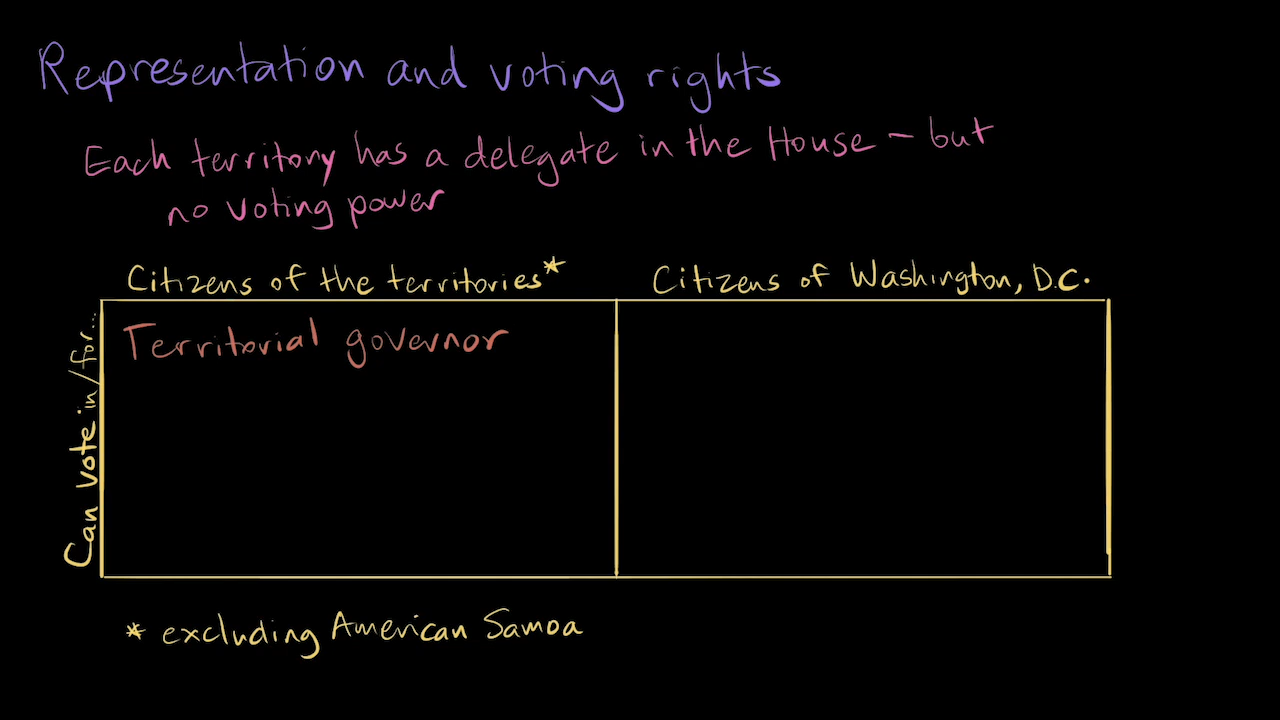 Representation and voting rights
Each territory has a delegate in the House – but
no voting power
Citizens of the territories*
Citizens of Washington, D.C.
Can vote in/for...
Territorial governor
* excluding American Samoa